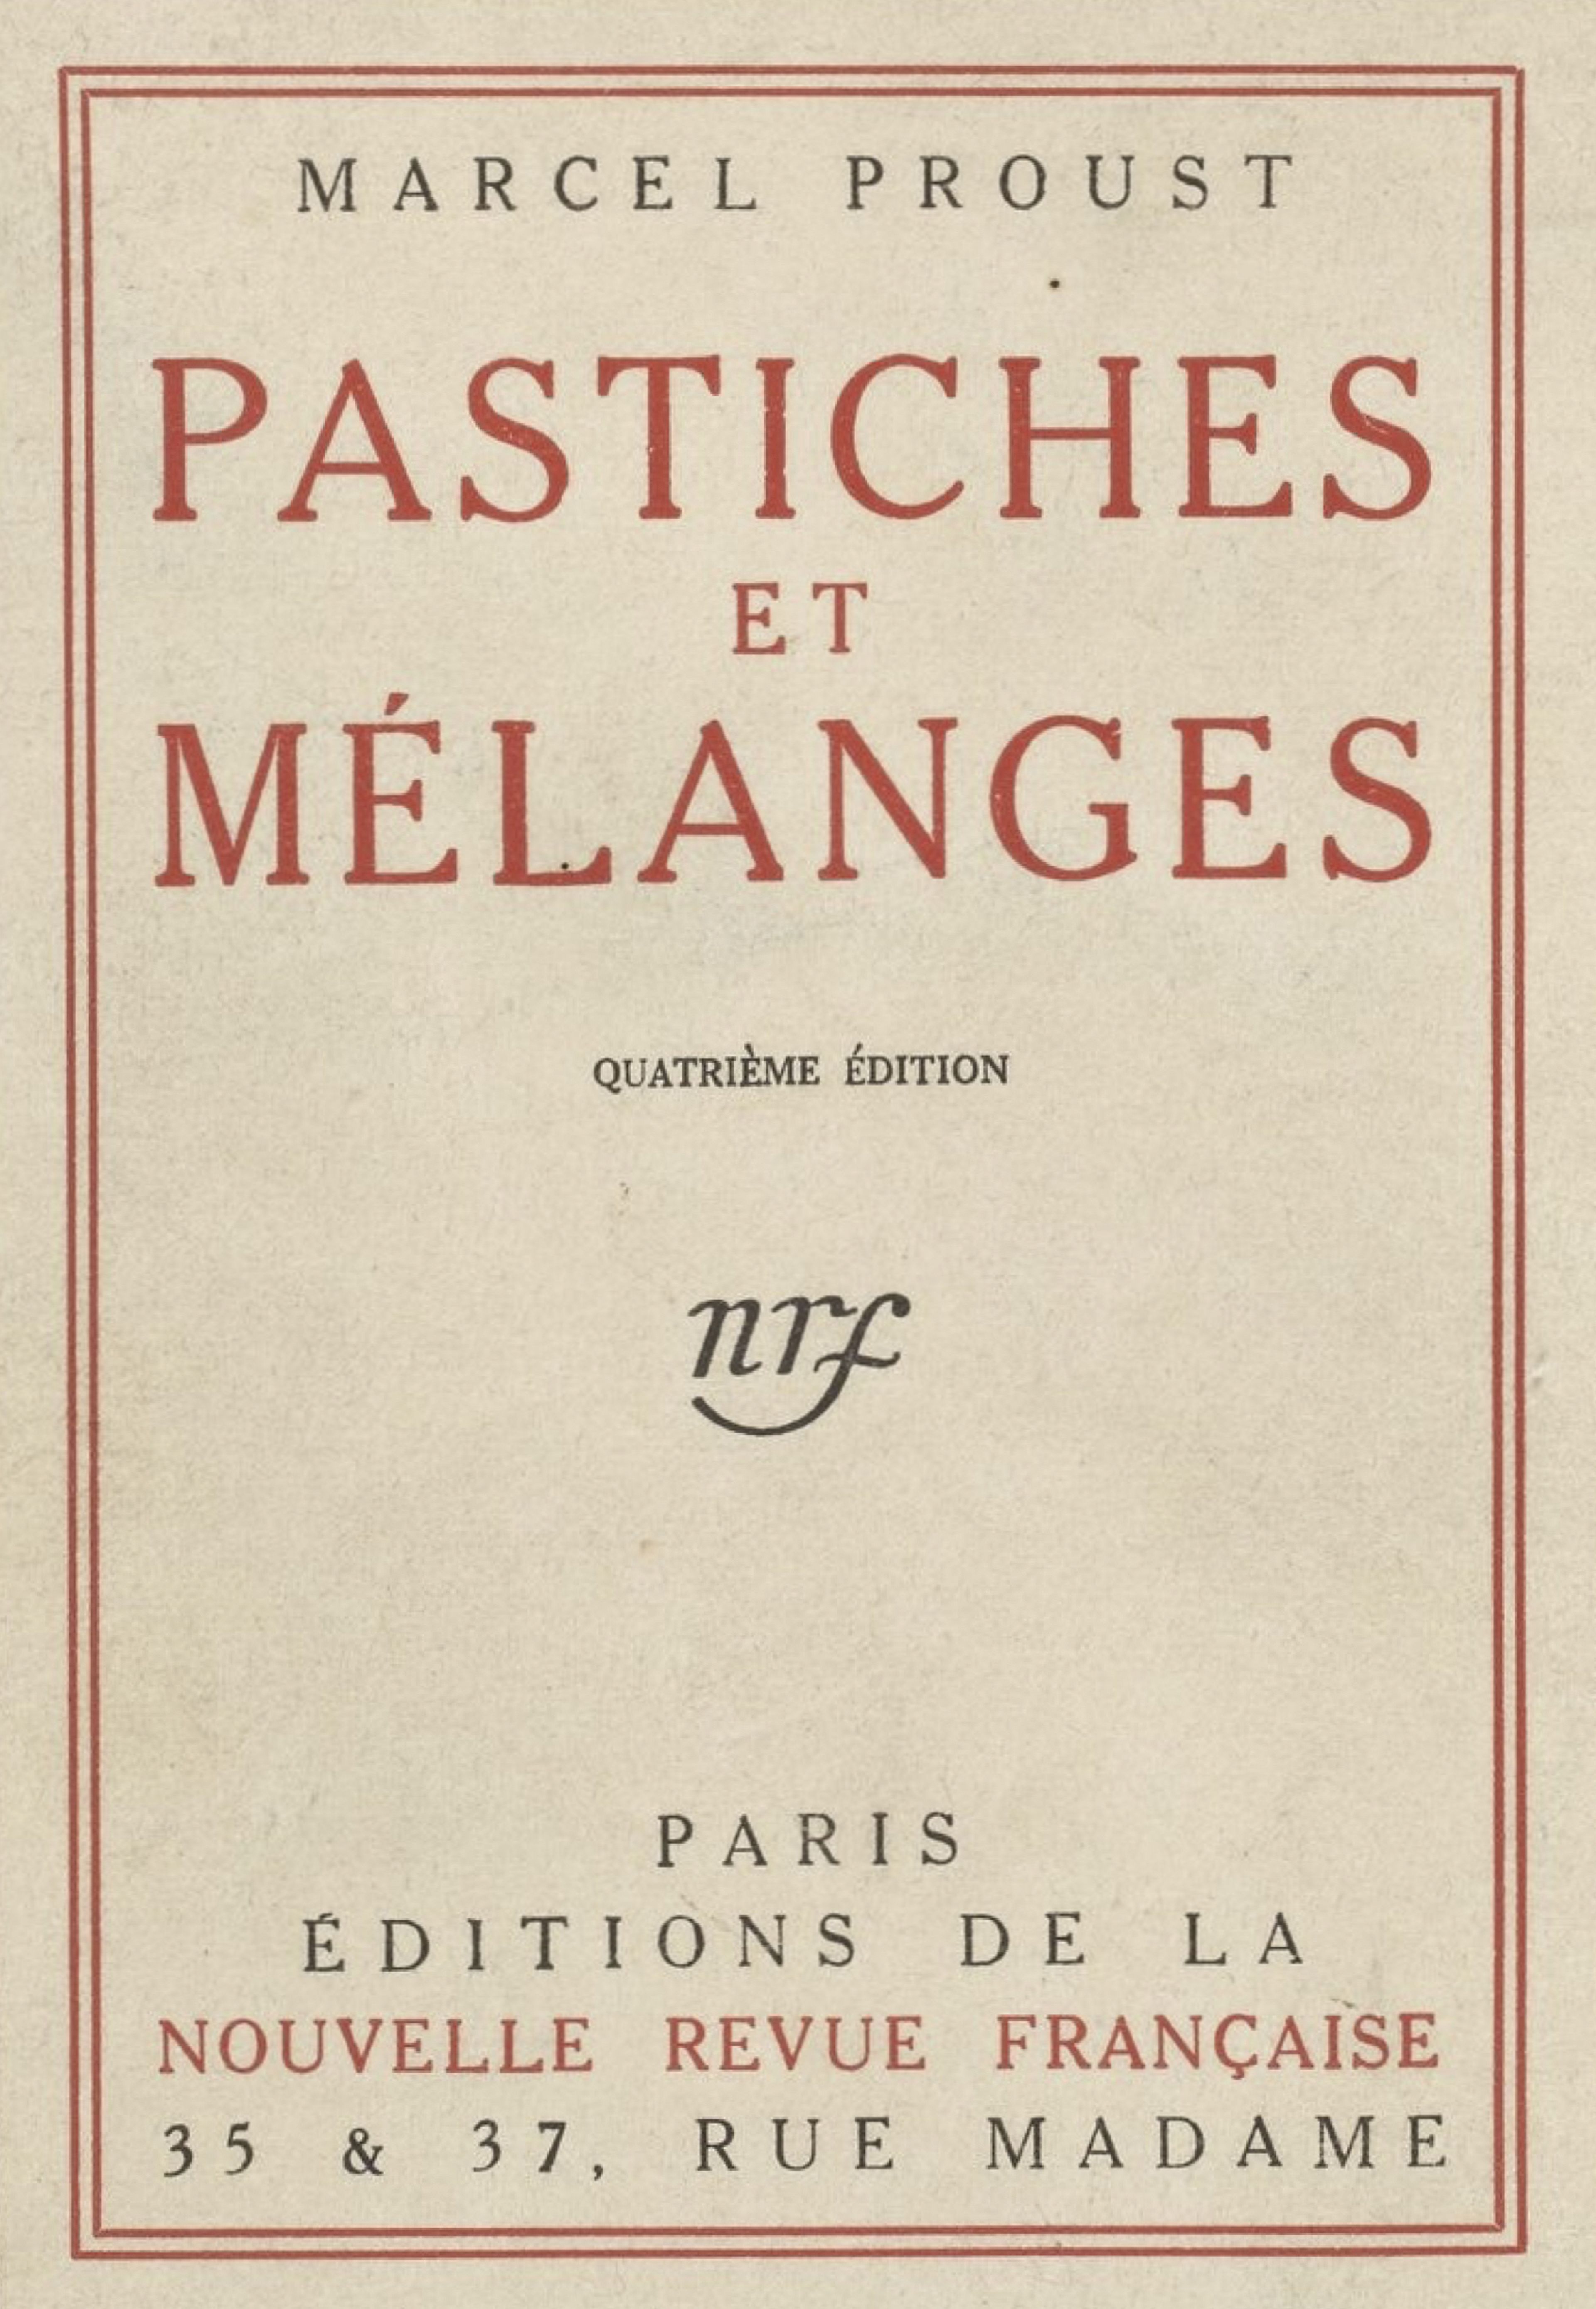 MARCEL PROUST
PASTICHES
ET
MÉLANGES
QUATRIÈME ÉDITION
nrf
PARIS
ÉDITIONS DE LA
NOUVELLE REVUE FRANÇAISE
35 & 37, RUE MADAME